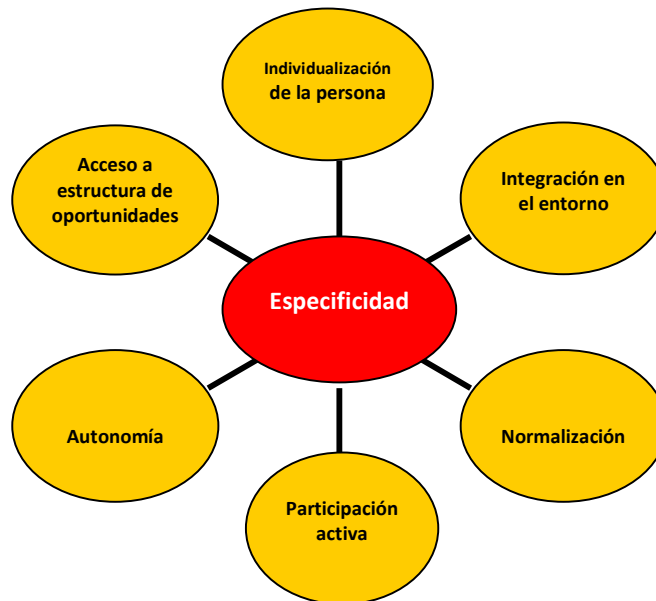 Individualización
de la persona
Acceso a
estructura de
oportunidades
Integración en
el entorno
Especificidad
Autonomía
Normalización
Participación
activa